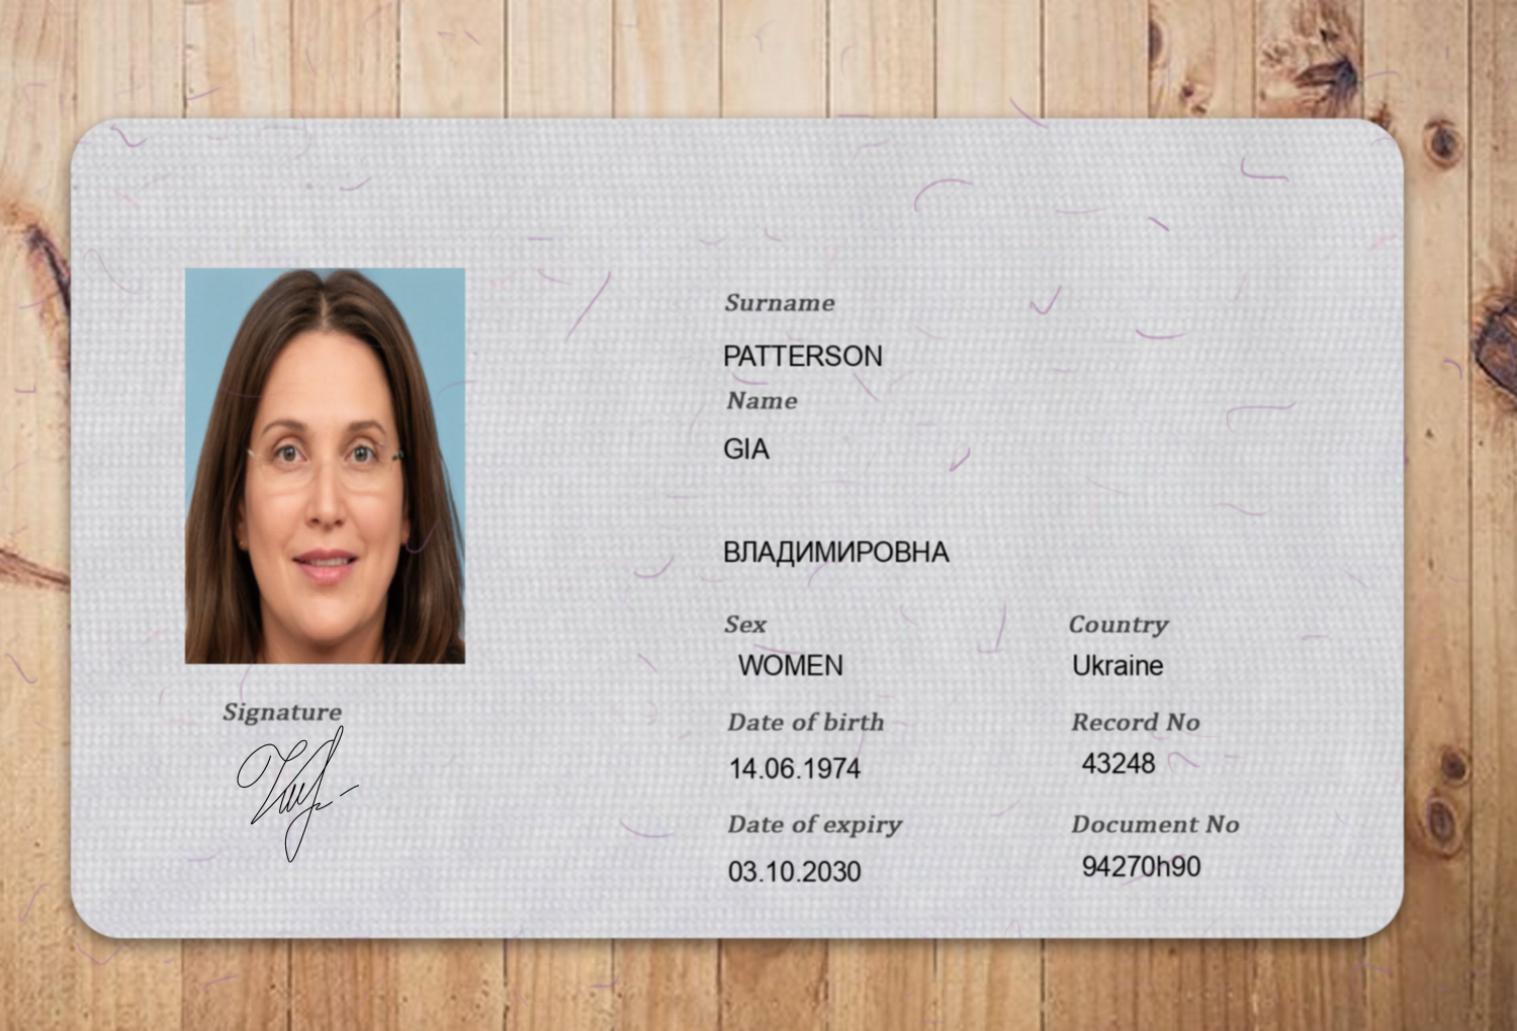 Surname
PATTERSON
Name
GIA
ВЛАДИМИРОВНА
Sex
WOMEN
Country
Ukraine
Date of birth
14.06.1974
Record No
43248
Date of expiry
03.10.2030
Document No
94270h90
Signature